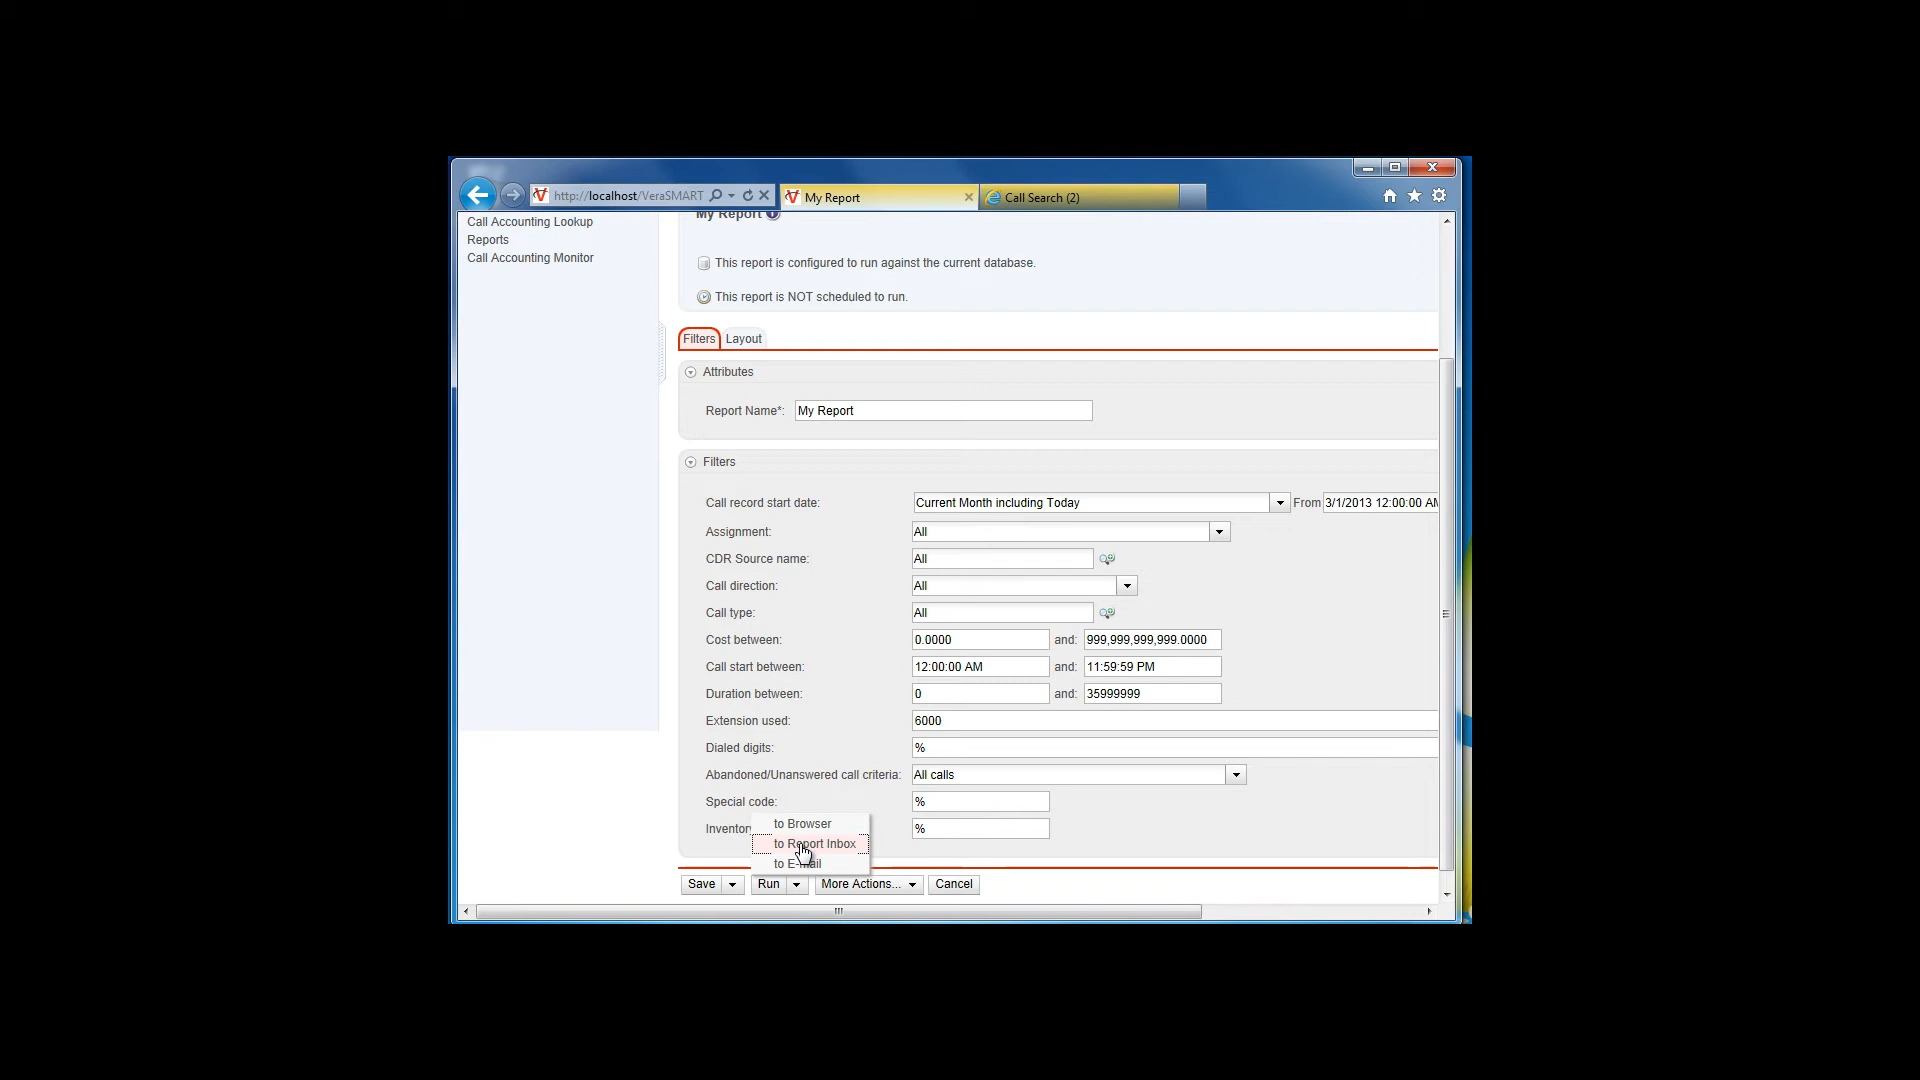 http://localhost/VeraSMART
My Report
Call Search (2)
Call Accounting Lookup
Reports
Call Accounting Monitor
My Report
This report is configured to run against the current database.
This report is NOT scheduled to run.
Filters
Layout
Attributes
Report Name*: My Report
Filters
Call record start date: Current Month including Today From 3/1/2013 12:00:00 AM
Assignment: All
CDR Source name: All
Call direction: All
Call type: All
Cost between: 0.0000 and: 999,999,999,999.0000
Call start between: 12:00:00 AM and: 11:59:59 PM
Duration between: 0 and: 35999999
Extension used: 6000
Dialed digits: %
Abandoned/Unanswered call criteria: All calls
Special code: %
to Browser
%
to Report Inbox
to E-mail
Save Run More Actions... Cancel